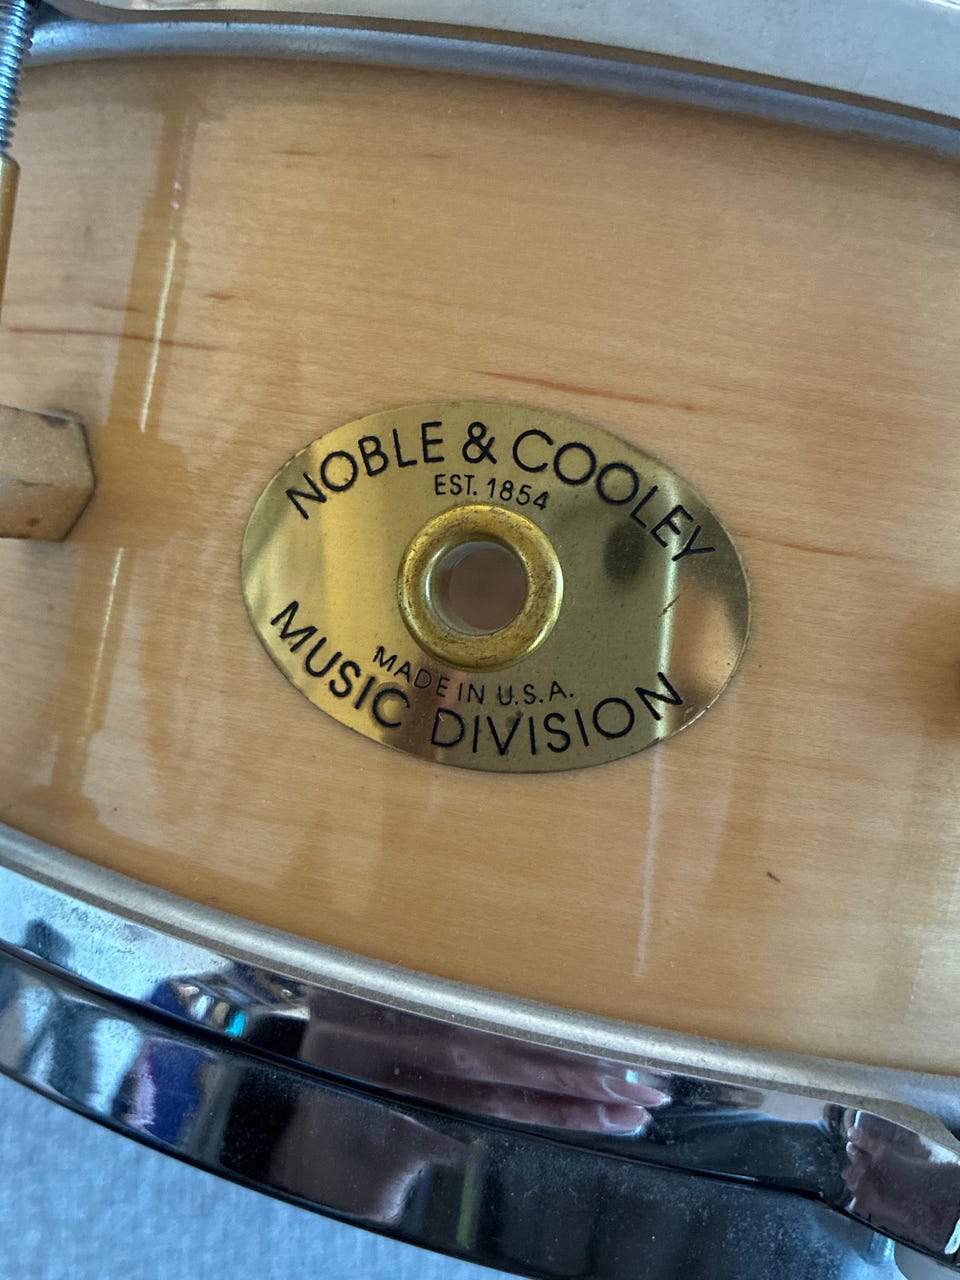 NOBLE & COOLEY
EST. 1854
MADE IN U.S.A.
MUSIC DIVISION